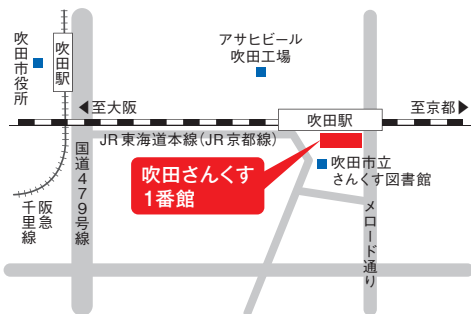 アサヒビール
吹田工場
吹田市役所
吹田駅
至大阪
吹田駅
至京都
JR東海道本線(JR京都線)
吹田さんくす
1番館
吹田市立
さんくす図書館
国道479号線
阪急
千里線
メロード通り